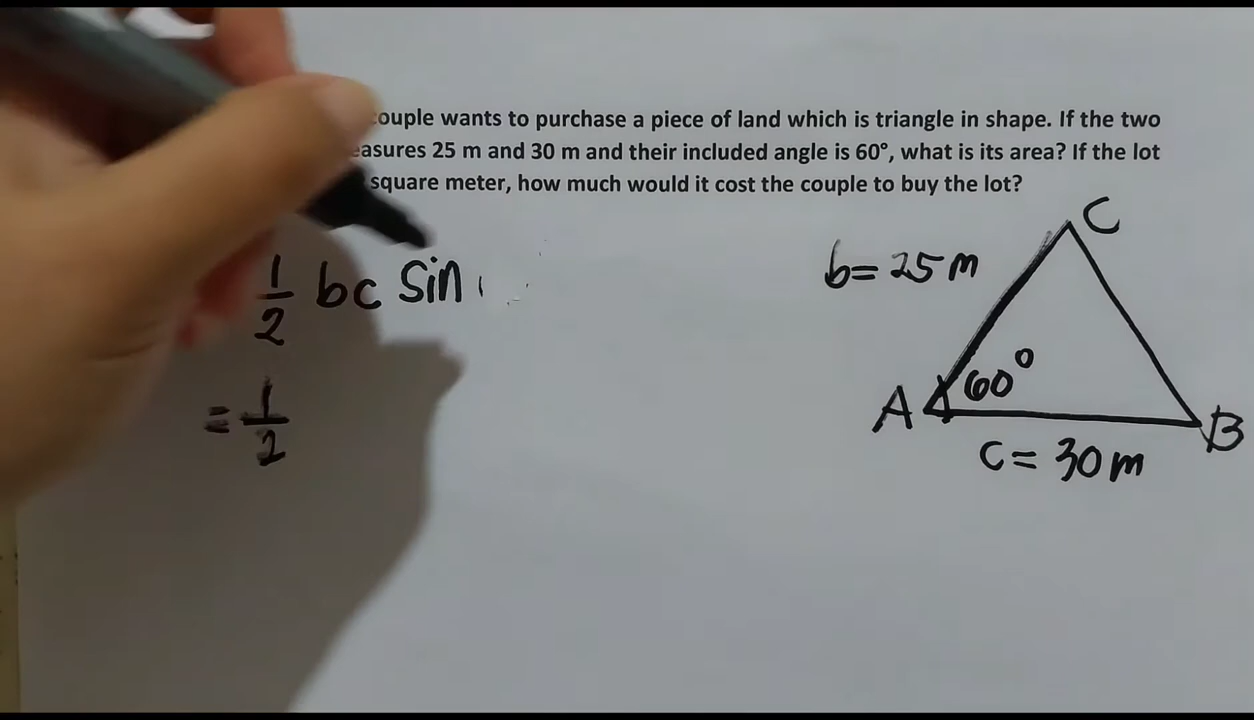 couple wants to purchase a piece of land which is triangle in shape. If the two
easures 25 m and 30 m and their included angle is 60°, what is its area? If the lot
square meter, how much would it cost the couple to buy the lot?
C
b = 25 m
1/2 bc sin
60°
A
= 1/2
B
c = 30 m